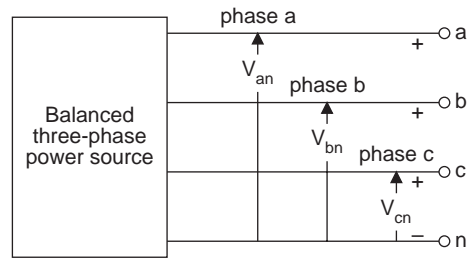 phase a
a
+
V_an
phase b
b
+
Balanced
three-phase
power source
V_bn
phase c
c
+
V_cn
–
n